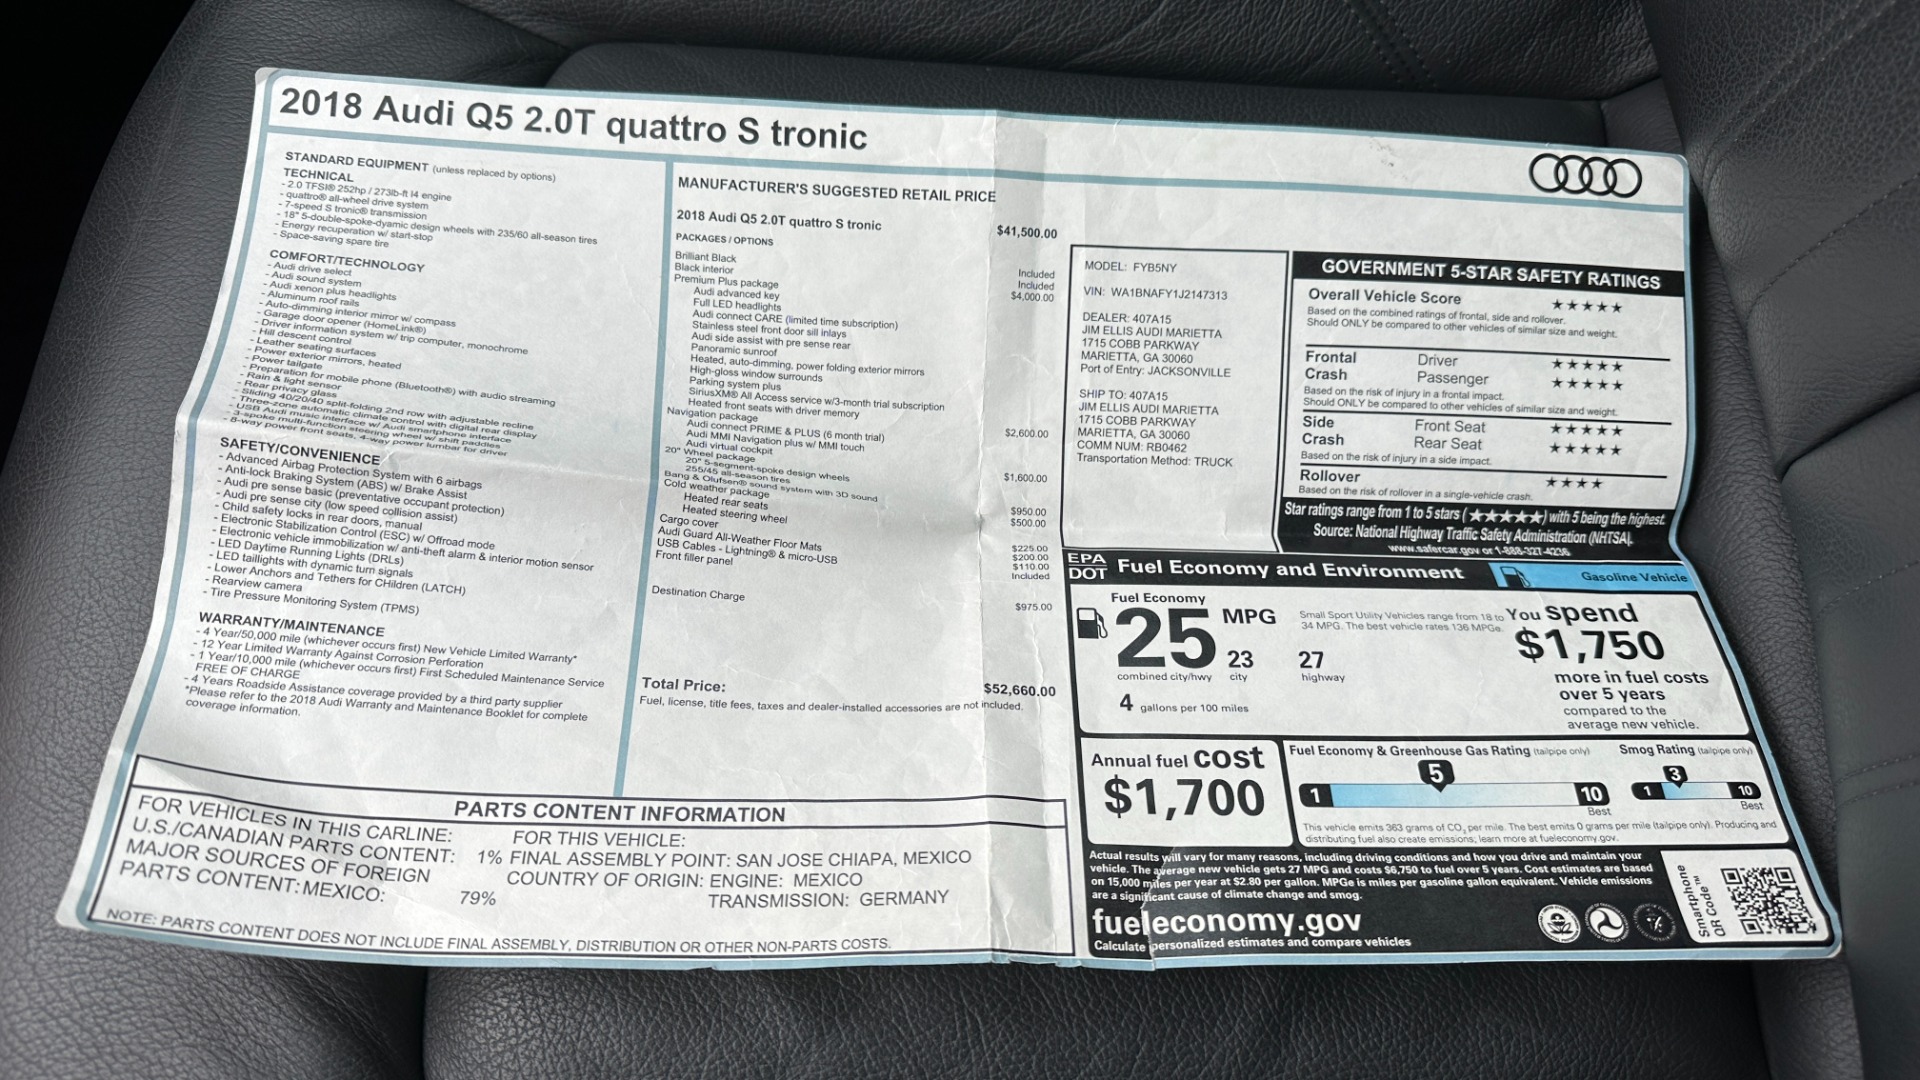 2018 Audi Q5 2.0T quattro S tronic
STANDARD EQUIPMENT (unless replaced by options)
TECHNICAL
- 2.0 TFSI® 252hp / 273lb-ft I4 engine
- quattro® all-wheel drive system
- 7-speed S tronic® transmission
- 18" 5-double-spoke-dyamic design wheels with 235/60 all-season tires
- Energy recuperation w/ start-stop
- Space-saving spare tire
COMFORT/TECHNOLOGY
- Audi drive select
- Audi sound system
- Audi xenon plus headlights
- Aluminum roof rails
- Auto-dimming interior mirror w/ compass
- Garage door opener (HomeLink®)
- Driver information system w/ trip computer, monochrome
- Hill descent control
- Leather seating surfaces
- Power exterior mirrors, heated
- Power tailgate
- Preparation for mobile phone (Bluetooth®) with audio streaming
- Rain & light sensor
- Rear privacy glass
- Sliding 40/20/40 split-folding 2nd row with adjustable recline
- Three-zone automatic climate control with digital rear display
- USB Audi music interface w/ Audi smartphone interface
- 3-spoke multi-function steering wheel w/ shift paddles
- 8-way power front seats, 4-way power lumbar for driver
SAFETY/CONVENIENCE
- Advanced Airbag Protection System with 6 airbags
- Anti-lock Braking System (ABS) w/ Brake Assist
- Audi pre sense basic (preventative occupant protection)
- Audi pre sense city (low speed collision assist)
- Child safety locks in rear doors, manual
- Electronic Stabilization Control (ESC) w/ Offroad mode
- Electronic vehicle immobilization w/ anti-theft alarm & interior motion sensor
- LED Daytime Running Lights (DRLs)
- LED taillights with dynamic turn signals
- Lower Anchors and Tethers for CHildren (LATCH)
- Rearview camera
- Tire Pressure Monitoring System (TPMS)
WARRANTY/MAINTENANCE
- 4 Year/50,000 mile (whichever occurs first) New Vehicle Limited Warranty*
- 12 Year Limited Warranty Against Corrosion Perforation
- 1 Year/10,000 mile (whichever occurs first) First Scheduled Maintenance Service
FREE OF CHARGE
- 4 Years Roadside Assistance coverage provided by a third party supplier
*Please refer to the 2018 Audi Warranty and Maintenance Booklet for complete
coverage information.
MANUFACTURER'S SUGGESTED RETAIL PRICE
2018 Audi Q5 2.0T quattro S tronic $41,500.00
PACKAGES / OPTIONS
Brilliant Black Included
Black interior Included
Premium Plus package $4,000.00
Audi advanced key
Full LED headlights
Audi connect CARE (limited time subscription)
Stainless steel front door sill inlays
Audi side assist with pre sense rear
Panoramic sunroof
Heated, auto-dimming, power folding exterior mirrors
High-gloss window surrounds
Parking system plus
SiriusXM® All Access service w/3-month trial subscription
Heated front seats with driver memory
Navigation package $2,600.00
Audi connect PRIME & PLUS (6 month trial)
Audi MMI Navigation plus w/ MMI touch
Audi virtual cockpit
20" Wheel package $1,600.00
20" 5-segment-spoke design wheels
255/45 all-season tires
Bang & Olufsen® sound system with 3D sound $950.00
Cold weather package $500.00
Heated rear seats
Heated steering wheel
Cargo cover $225.00
Audi Guard All-Weather Floor Mats $200.00
USB Cables - Lightning® & micro-USB $110.00
Front filler panel Included
Destination Charge $975.00
Total Price: $52,660.00
Fuel, license, title fees, taxes and dealer-installed accessories are not included.
MODEL: FYB5NY
VIN: WA1BNAFY1J2147313
DEALER: 407A15
JIM ELLIS AUDI MARIETTA
1715 COBB PARKWAY
MARIETTA, GA 30060
Port of Entry: JACKSONVILLE
SHIP TO: 407A15
JIM ELLIS AUDI MARIETTA
1715 COBB PARKWAY
MARIETTA, GA 30060
COMM NUM: RB0462
Transportation Method: TRUCK
GOVERNMENT 5-STAR SAFETY RATINGS
Overall Vehicle Score ★★★★★
Based on the combined ratings of frontal, side and rollover.
Should ONLY be compared to other vehicles of similar size and weight.
Frontal Driver ★★★★★
Crash Passenger ★★★★★
Based on the risk of injury in a frontal impact.
Should ONLY be compared to other vehicles of similar size and weight.
Side Front Seat ★★★★★
Crash Rear Seat ★★★★★
Based on the risk of injury in a side impact.
Rollover ★★★★
Based on the risk of rollover in a single-vehicle crash.
Star ratings range from 1 to 5 stars (★★★★★) with 5 being the highest.
Source: National Highway Traffic Safety Administration (NHTSA).
www.safercar.gov or 1-888-327-4236
EPA
DOT Fuel Economy and Environment Gasoline Vehicle
Fuel Economy
25 MPG
combined city/hwy
23 city
27 highway
4 gallons per 100 miles
Small Sport Utility Vehicles range from 18 to
34 MPG. The best vehicle rates 136 MPGe.
You spend
$1,750
more in fuel costs
over 5 years
compared to the
average new vehicle.
Annual fuel cost
$1,700
Fuel Economy & Greenhouse Gas Rating (tailpipe only)
5
1 10
Best
Smog Rating (tailpipe only)
3
1 10
Best
This vehicle emits 363 grams of CO₂ per mile. The best emits 0 grams per mile (tailpipe only). Producing and
distributing fuel also create emissions; learn more at fueleconomy.gov.
Actual results will vary for many reasons, including driving conditions and how you drive and maintain your
vehicle. The average new vehicle gets 27 MPG and costs $6,750 to fuel over 5 years. Cost estimates are based
on 15,000 miles per year at $2.80 per gallon. MPGe is miles per gasoline gallon equivalent. Vehicle emissions
are a significant cause of climate change and smog.
fueleconomy.gov
Calculate personalized estimates and compare vehicles
Smartphone
QR Code™
PARTS CONTENT INFORMATION
FOR VEHICLES IN THIS CARLINE:
U.S./CANADIAN PARTS CONTENT: 1%
MAJOR SOURCES OF FOREIGN
PARTS CONTENT: MEXICO: 79%
FOR THIS VEHICLE:
FINAL ASSEMBLY POINT: SAN JOSE CHIAPA, MEXICO
COUNTRY OF ORIGIN: ENGINE: MEXICO
TRANSMISSION: GERMANY
NOTE: PARTS CONTENT DOES NOT INCLUDE FINAL ASSEMBLY, DISTRIBUTION OR OTHER NON-PARTS COSTS.